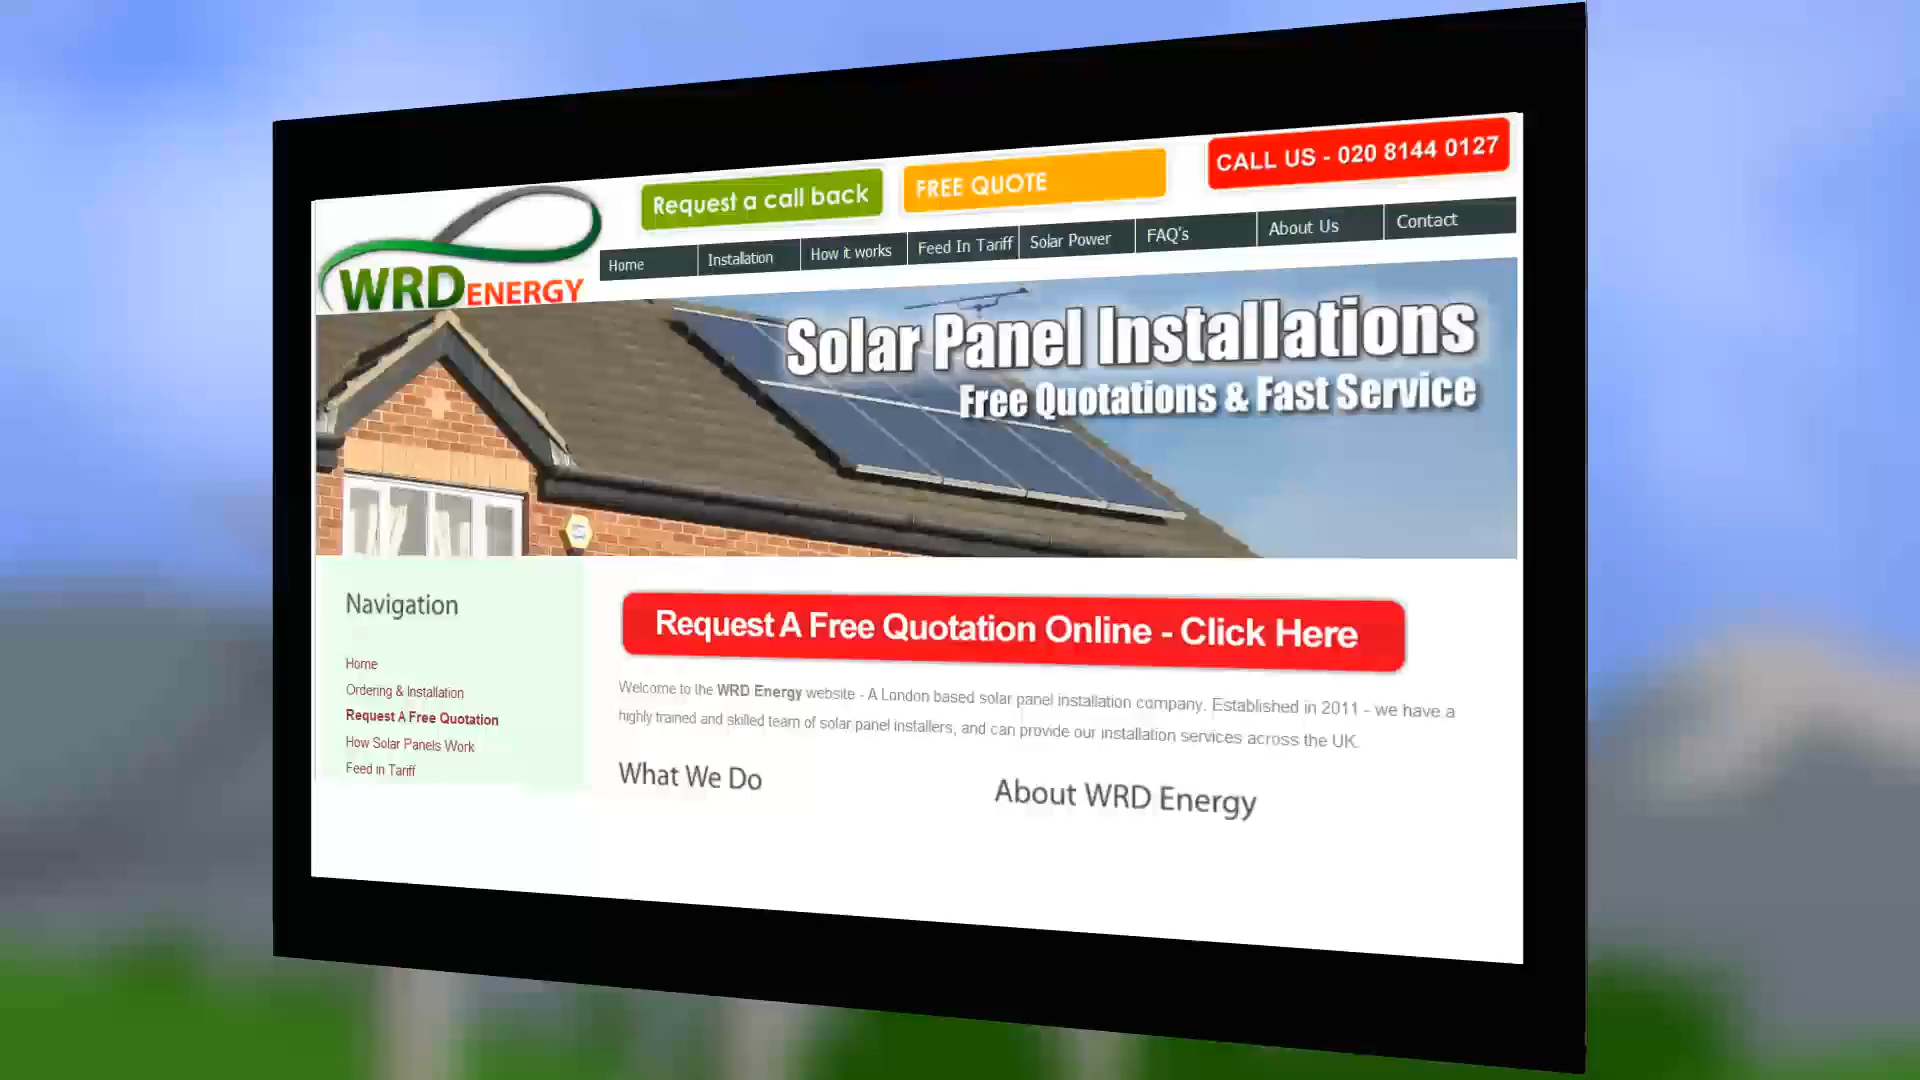 Request a call back
FREE QUOTE
CALL US - 020 8144 0127
WRD ENERGY
Home
Installation
How it works
Feed In Tariff
Solar Power
FAQ's
About Us
Contact
Solar Panel Installations
Free Quotations & Fast Service
Navigation
Home
Ordering & Installation
Request A Free Quotation
How Solar Panels Work
Feed in Tariff
Request A Free Quotation Online - Click Here
Welcome to the WRD Energy website - A London based solar panel installation company. Established in 2011 - we have a
highly trained and skilled team of solar panel installers, and can provide our installation services across the UK.
What We Do
About WRD Energy